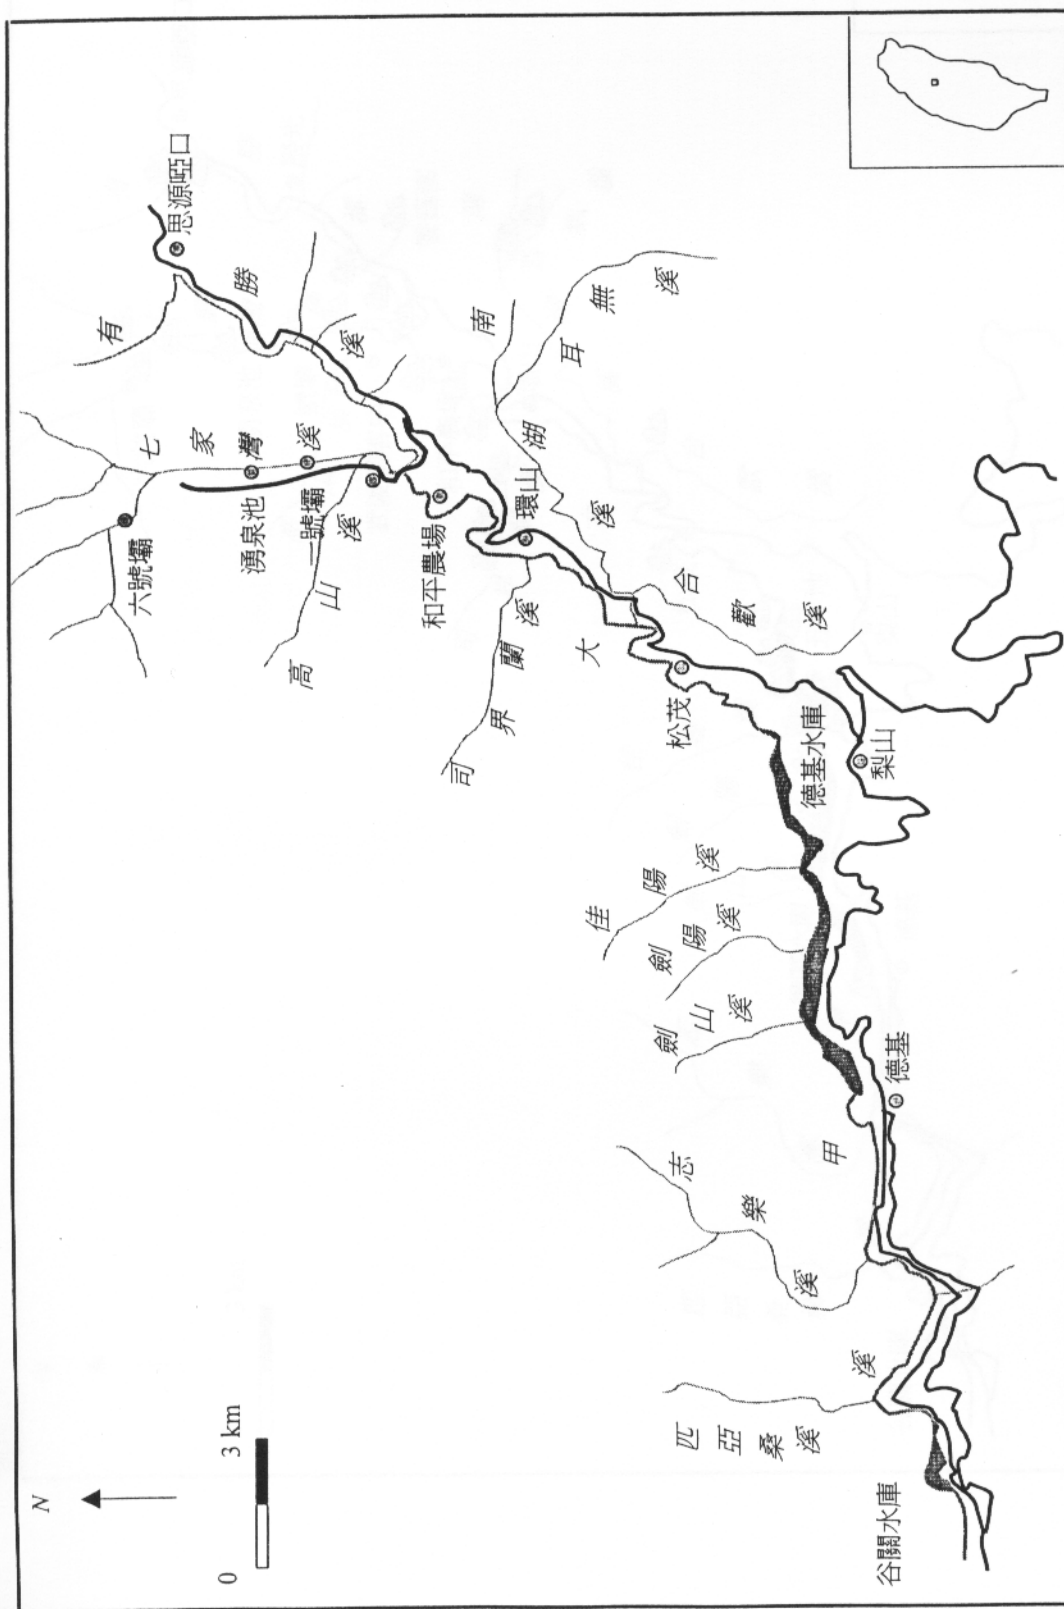 N
0 3 km
思源啞口
有勝溪
七家灣溪
六號壩
湧泉池
一號壩
高山溪
和平農場
環山
司界蘭溪
南湖溪
耳無溪
合歡溪
松茂
大甲溪
德基水庫
梨山
佳陽溪
劍陽溪
劍山溪
德基
志樂溪
匹亞桑溪
谷關水庫